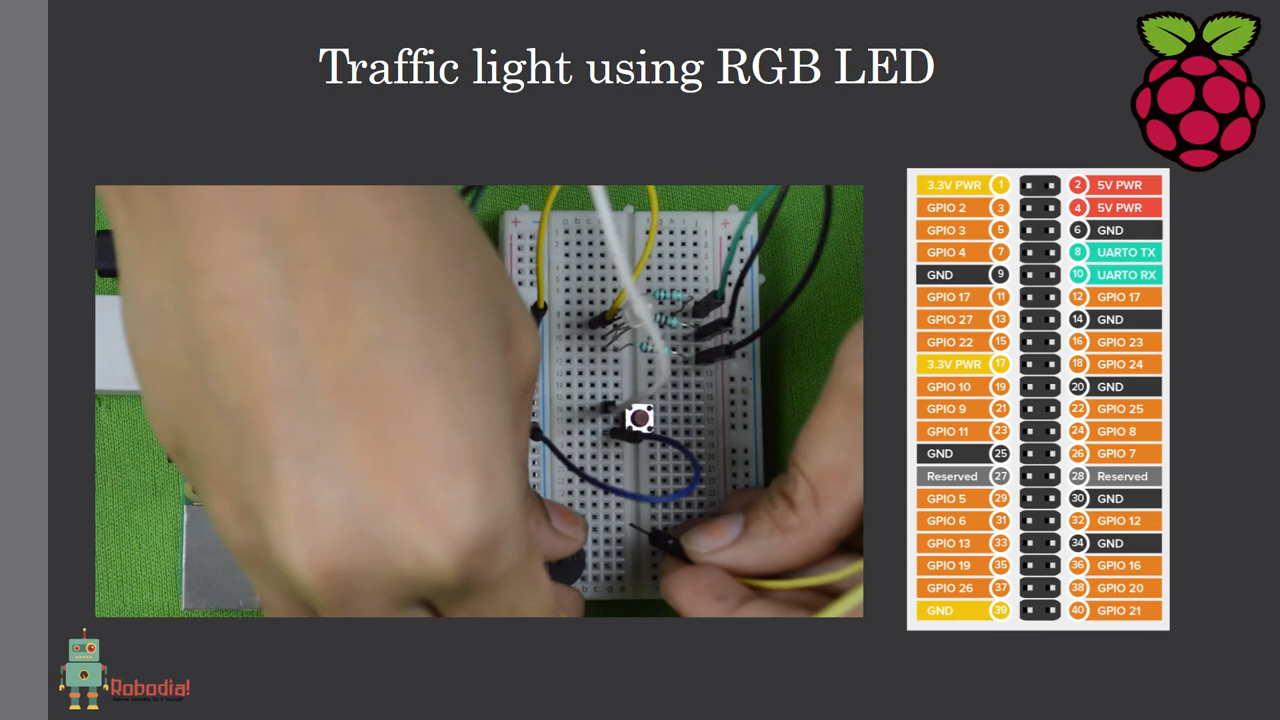 Traffic light using RGB LED
3.3V PWR 1 2 5V PWR
GPIO 2 3 4 5V PWR
GPIO 3 5 6 GND
GPIO 4 7 8 UARTO TX
GND 9 10 UARTO RX
GPIO 17 11 12 GPIO 17
GPIO 27 13 14 GND
GPIO 22 15 16 GPIO 23
3.3V PWR 17 18 GPIO 24
GPIO 10 19 20 GND
GPIO 9 21 22 GPIO 25
GPIO 11 23 24 GPIO 8
GND 25 26 GPIO 7
Reserved 27 28 Reserved
GPIO 5 29 30 GND
GPIO 6 31 32 GPIO 12
GPIO 13 33 34 GND
GPIO 19 35 36 GPIO 16
GPIO 26 37 38 GPIO 20
GND 39 40 GPIO 21
Robodia!